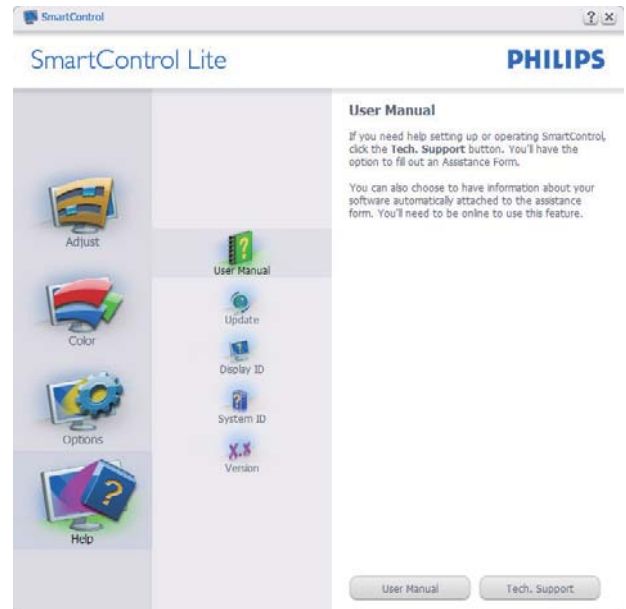 SmartControl
SmartControl Lite
PHILIPS
Adjust
Color
Options
Help
User Manual
Update
Display ID
System ID
X.X
Version
User Manual
If you need help setting up or operating SmartControl,
click the Tech. Support button. You'll have the
option to fill out an Assistance Form.
You can also choose to have information about your
software automatically attached to the assistance
form. You'll need to be online to use this feature.
User Manual
Tech. Support